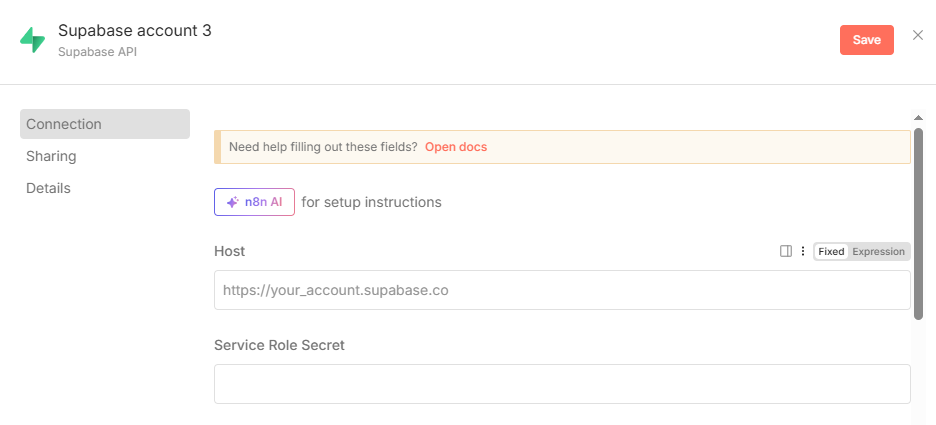 Supabase account 3
Supabase API
Save
Connection
Sharing
Details
Need help filling out these fields? Open docs
n8n AI for setup instructions
Host
Fixed Expression
https://your_account.supabase.co
Service Role Secret